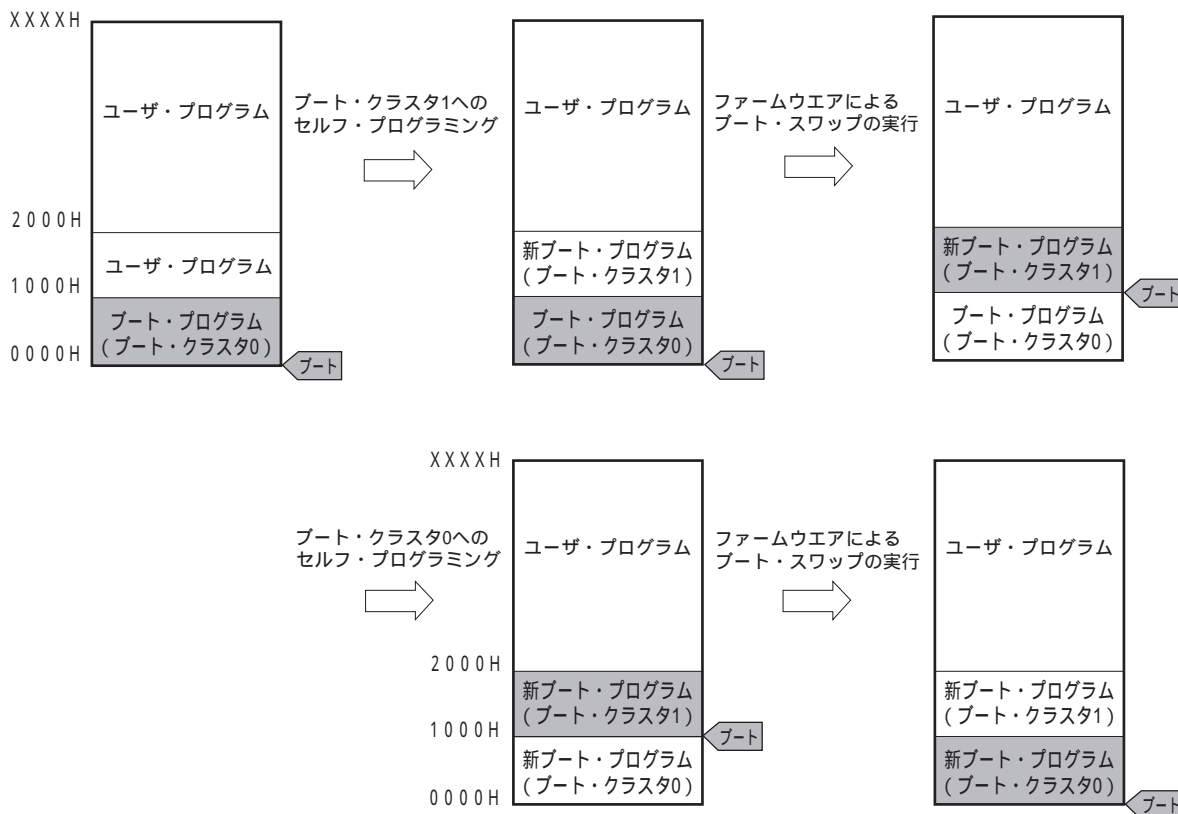 XXXXH
ユーザ・プログラム
2000H
ユーザ・プログラム
1000H
ブート・プログラム
(ブート・クラスタ0)
0000H
ブート
ブート・クラスタ1への
セルフ・プログラミング
ユーザ・プログラム
新ブート・プログラム
(ブート・クラスタ1)
ブート・プログラム
(ブート・クラスタ0)
ブート
ファームウエアによる
ブート・スワップの実行
ユーザ・プログラム
新ブート・プログラム
(ブート・クラスタ1)
ブート
ブート・プログラム
(ブート・クラスタ0)
ブート・クラスタ0への
セルフ・プログラミング
XXXXH
ユーザ・プログラム
2000H
新ブート・プログラム
(ブート・クラスタ1)
1000H
ブート
新ブート・プログラム
(ブート・クラスタ0)
0000H
ファームウエアによる
ブート・スワップの実行
ユーザ・プログラム
新ブート・プログラム
(ブート・クラスタ1)
新ブート・プログラム
(ブート・クラスタ0)
ブート